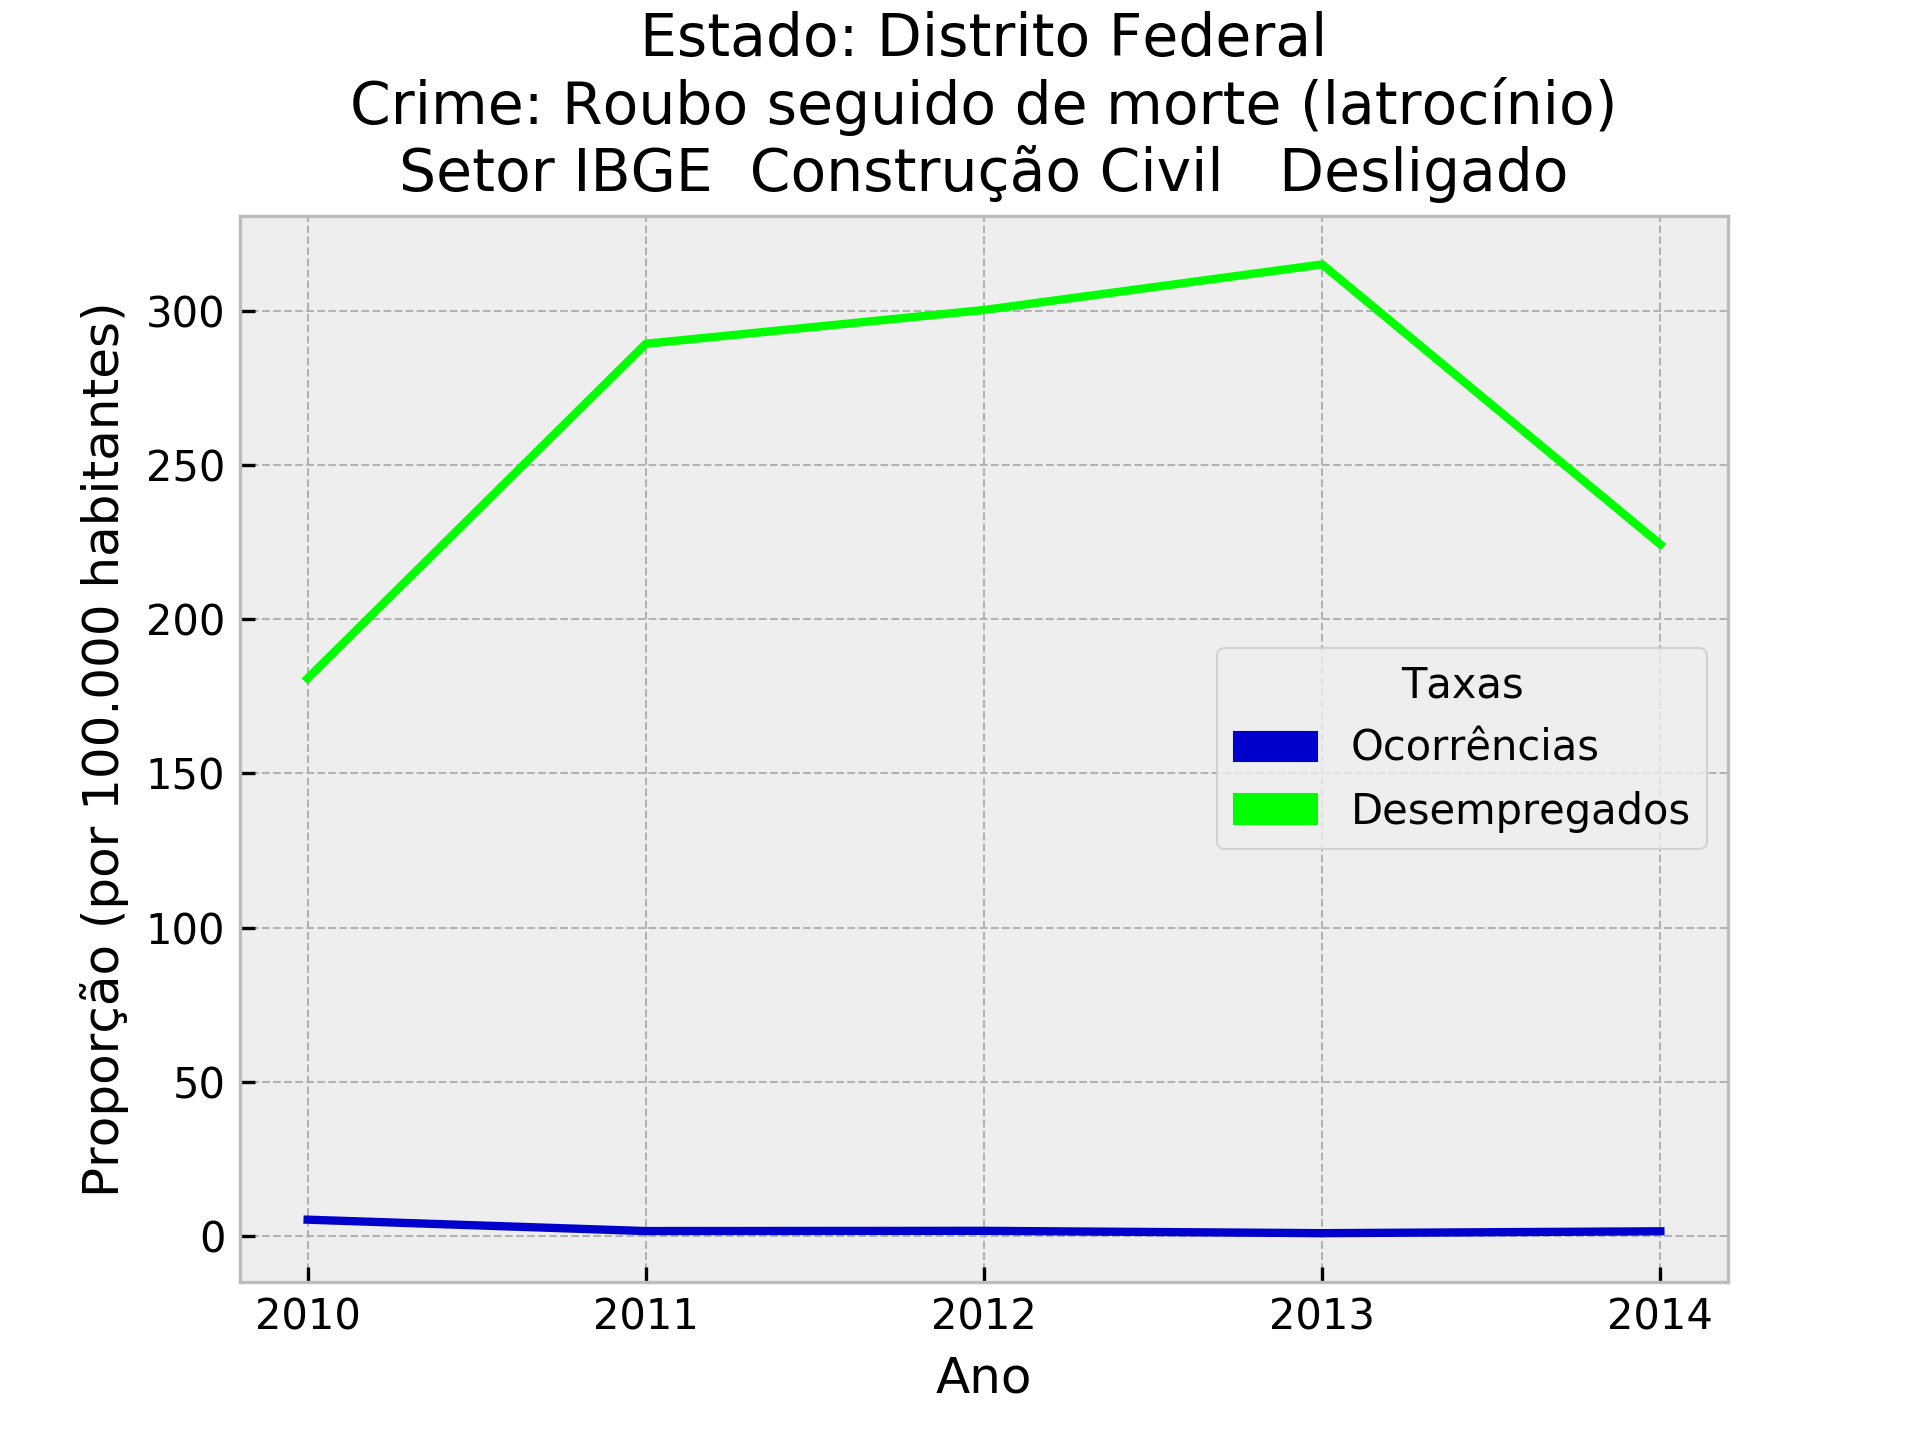 Estado: Distrito Federal
Crime: Roubo seguido de morte (latrocínio)
Setor IBGE  Construção Civil   Desligado
Proporção (por 100.000 habitantes)
300
250
200
150
100
50
0
Taxas
Ocorrências
Desempregados
2010 2011 2012 2013 2014
Ano